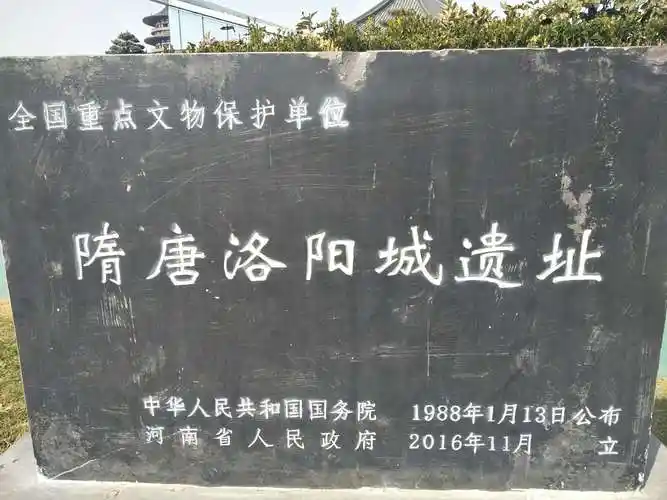 全国重点文物保护单位
隋唐洛阳城遗址
中华人民共和国国务院 1988年1月13日公布
河南省人民政府 2016年11月 立